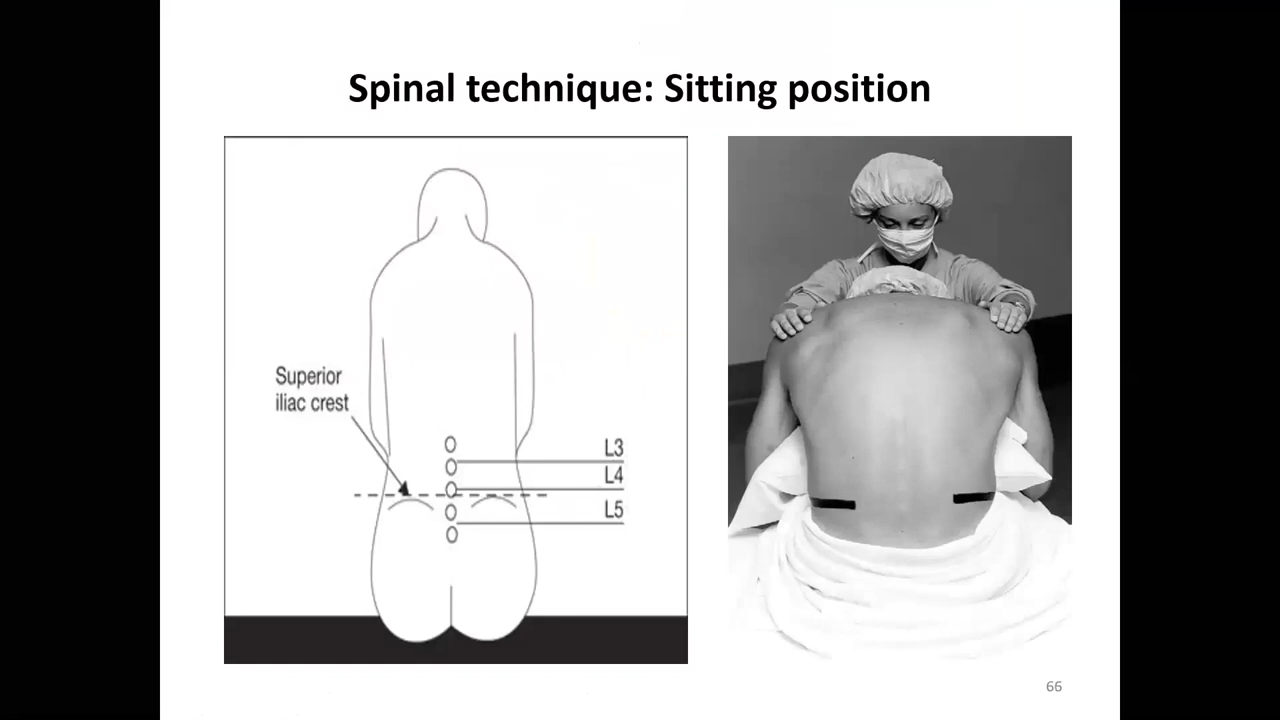 Spinal technique: Sitting position
Superior
iliac crest
L3
L4
L5
66